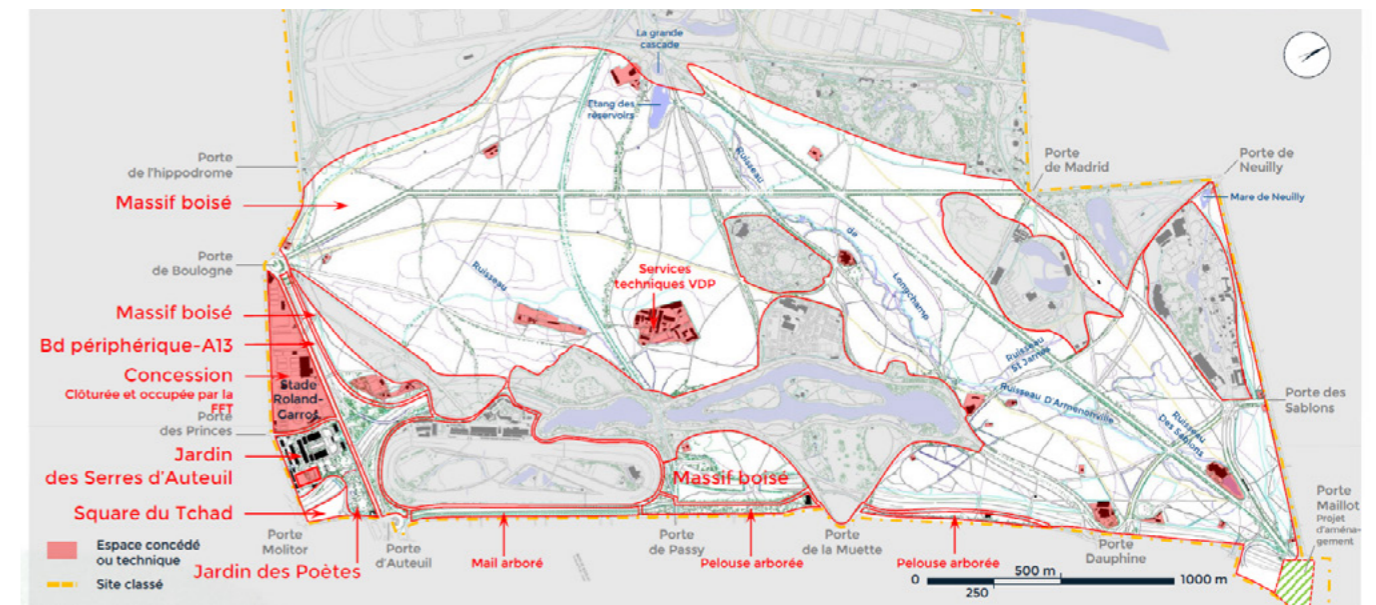 La grande
cascade
Etang des
réservoirs
Porte
de l'hippodrome
Massif boisé
Porte
de Boulogne
Massif boisé
Bd périphérique-A13
Concession
Clôturée et occupée par la
FFT
Stade
Roland-
Garros
Porte
des Princes
Jardin
des Serres d'Auteuil
Square du Tchad
Espace concédé
ou technique
Site classé
Porte
Molitor
Jardin des Poètes
Porte
d'Auteuil
Mail arboré
Ruisseau
Services
techniques VDP
Ruisseau
de
Longchamp
Massif boisé
Porte
de Passy
Pelouse arborée
Porte
de la Muette
Pelouse arborée
Porte
Dauphine
0
250
500 m
1000 m
Porte
de Madrid
Porte de
Neuilly
Mare de Neuilly
Ruisseau
St James
Ruisseau D'Armenonville
Ruisseau
Des Sablons
Porte des
Sablons
Porte
Maillot
Projet
d'aména-
gement